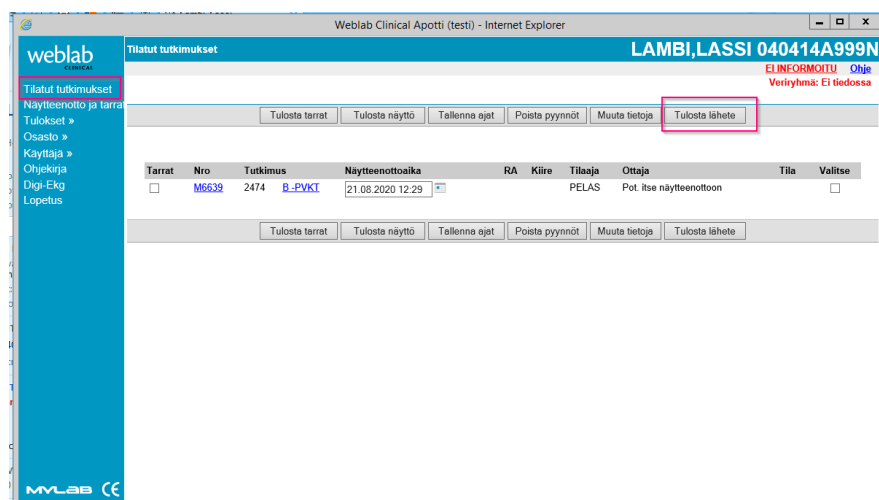 Weblab Clinical Apotti (testi) - Internet Explorer
weblab
CLINICAL
Tilatut tutkimukset
LAMBI,LASSI 040414A999N
EI INFORMOITU Ohje
Veriryhmä: Ei tiedossa
Tilatut tutkimukset
Näytteenotto ja tarrat
Tulokset »
Osasto »
Käyttäjä »
Ohjekirja
Digi-Ekg
Lopetus
Tulosta tarrat Tulosta näyttö Tallenna ajat Poista pyynnöt Muuta tietoja Tulosta lähete
Tarrat Nro Tutkimus Näytteenottoaika RA Kiire Tilaaja Ottaja Tila Valitse
M6639 2474 B -PVKT 21.08.2020 12:29 PELAS Pot. itse näytteenottoon
Tulosta tarrat Tulosta näyttö Tallenna ajat Poista pyynnöt Muuta tietoja Tulosta lähete
MYLAB CE